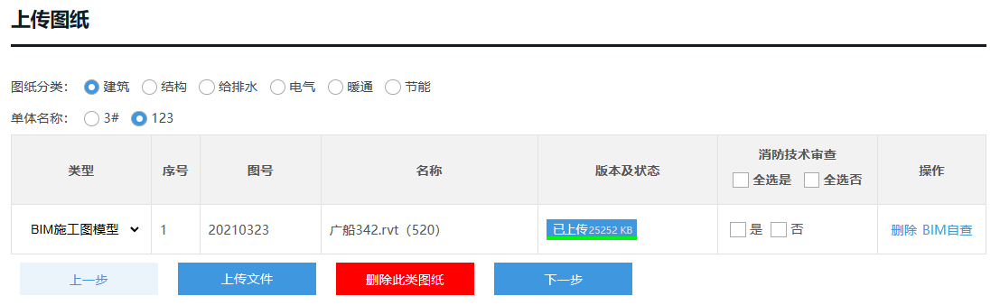 上传图纸
图纸分类： 建筑 结构 给排水 电气 暖通 节能
单体名称： 3# 123
类型 序号 图号 名称 版本及状态 消防技术审查 操作
全选是 全选否
BIM施工图模型 1 20210323 广船342.rvt（520） 已上传25252 KB 是 否 删除 BIM自查
上一步 上传文件 删除此类图纸 下一步